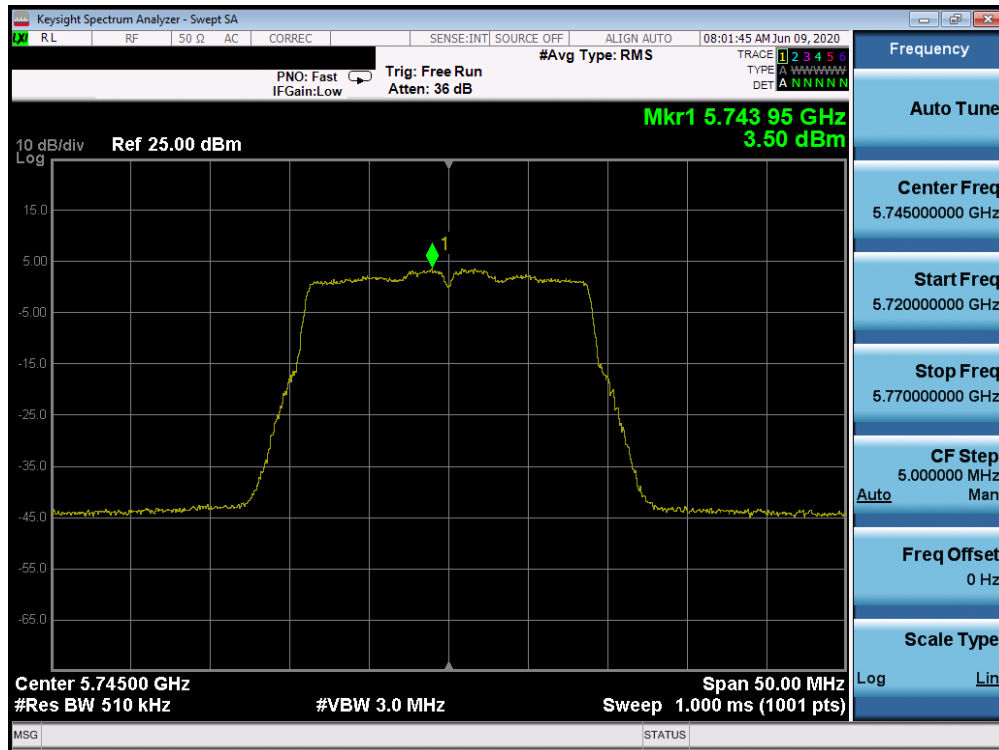 Keysight Spectrum Analyzer - Swept SA
LXI RL RF 50 Ω AC CORREC SENSE:INT SOURCE OFF ALIGN AUTO 08:01:45 AM Jun 09, 2020
#Avg Type: RMS
TRACE 1 2 3 4 5 6
PNO: Fast Trig: Free Run
TYPE A WWWWW
IFGain:Low Atten: 36 dB
DET A N N N N N
Mkr1 5.743 95 GHz
3.50 dBm
10 dB/div Ref 25.00 dBm
Log
1
15.0
5.00
-5.00
-15.0
-25.0
-35.0
-45.0
-55.0
-65.0
Center 5.74500 GHz Span 50.00 MHz
#Res BW 510 kHz #VBW 3.0 MHz Sweep 1.000 ms (1001 pts)
MSG STATUS
Frequency
Auto Tune
Center Freq
5.745000000 GHz
Start Freq
5.720000000 GHz
Stop Freq
5.770000000 GHz
CF Step
5.000000 MHz
Auto Man
Freq Offset
0 Hz
Scale Type
Log Lin